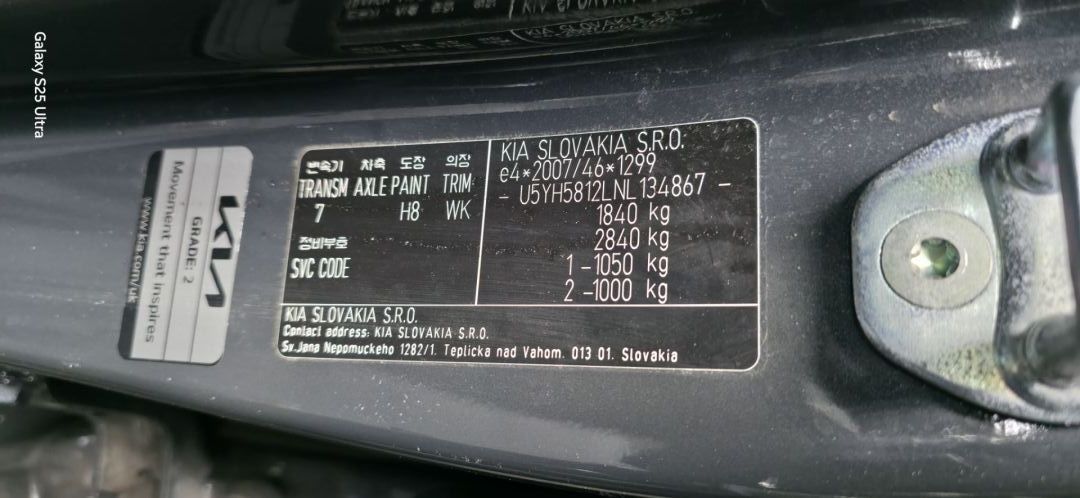 Galaxy S25 Ultra
KIA
GRADE: 2
Movement that inspires
www.kia.com/uk
변속기 차축 도장 의장
TRANSM AXLE PAINT TRIM
7 H8 WK
정비부호
SVC CODE
KIA SLOVAKIA S.R.O.
e4*2007/46*1299
- U5YH5812LNL134867 -
1840 kg
2840 kg
1 -1050 kg
2 -1000 kg
KIA SLOVAKIA S.R.O.
Contact address: KIA SLOVAKIA S.R.O.
Sv.Jana Nepomuckeho 1282/1. Teplicka nad Vahom. 013 01. Slovakia
KIA SLOVAKIA S.R.O.